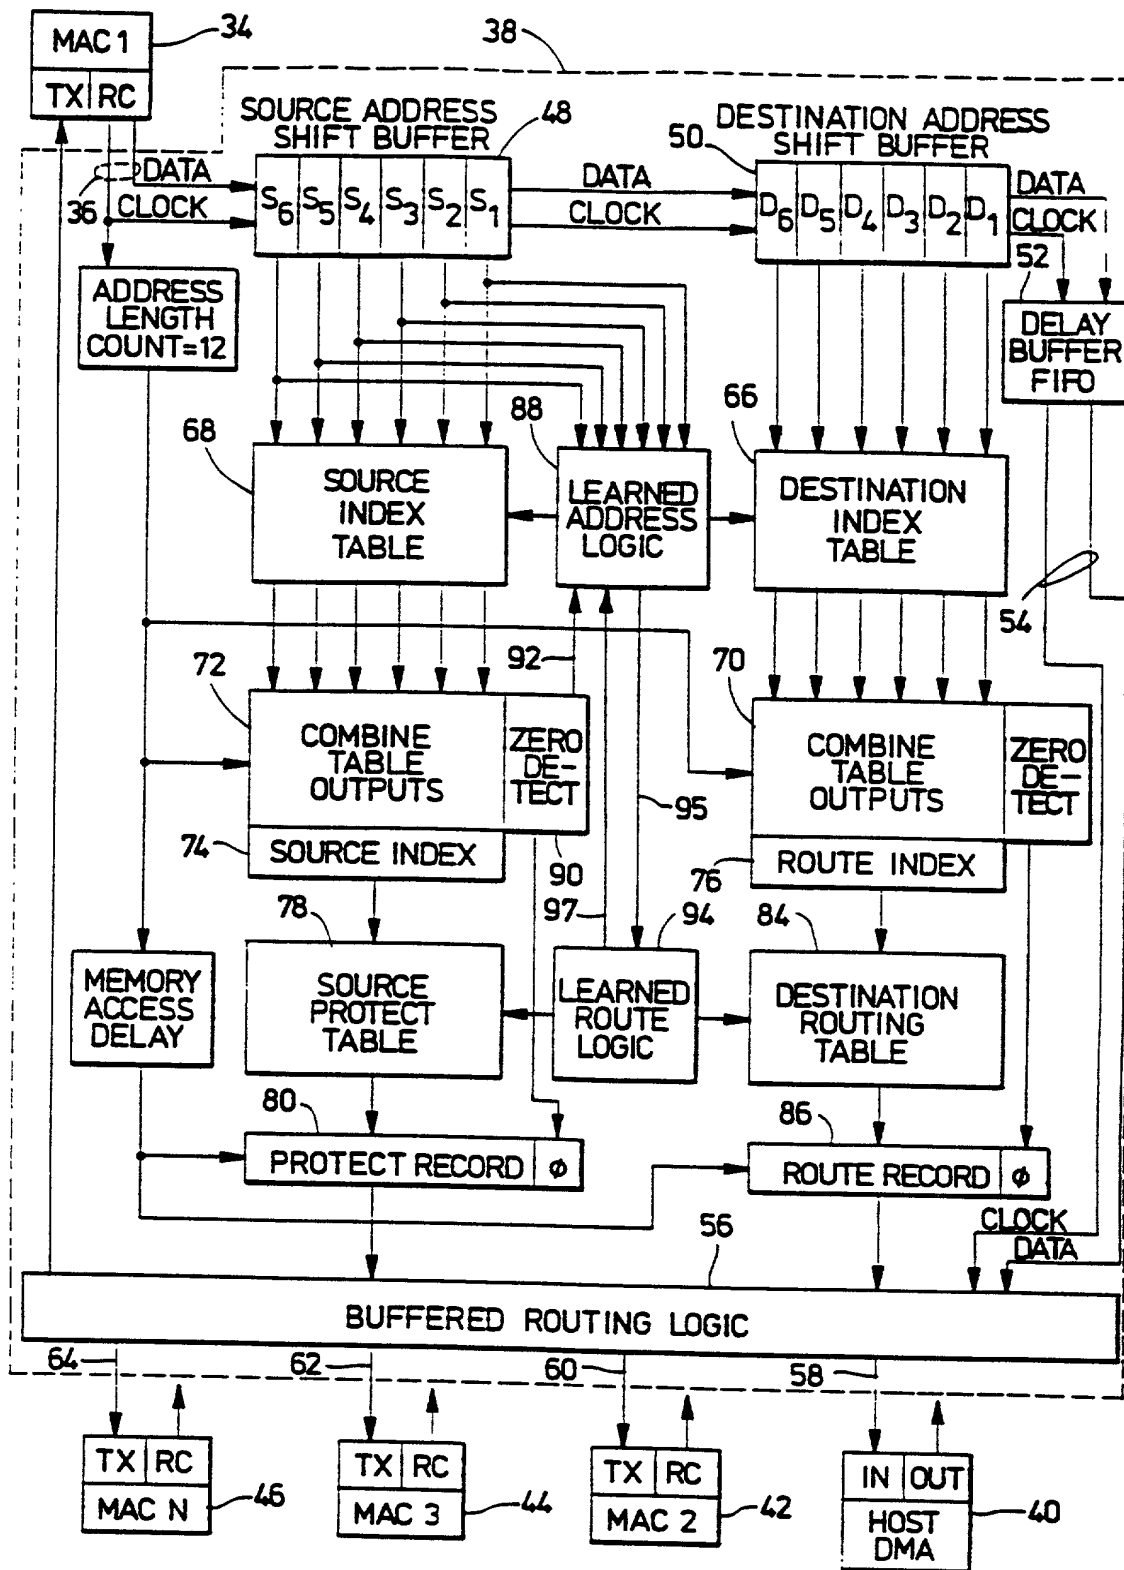 MAC 1
34
TX RC
38
SOURCE ADDRESS
SHIFT BUFFER
48
DESTINATION ADDRESS
SHIFT BUFFER
50
DATA
36
CLOCK
S6 S5 S4 S3 S2 S1
DATA
CLOCK
D6 D5 D4 D3 D2 D1
DATA
CLOCK
52
ADDRESS
LENGTH
COUNT=12
DELAY
BUFFER
FIFO
68
SOURCE
INDEX
TABLE
88
LEARNED
ADDRESS
LOGIC
66
DESTINATION
INDEX
TABLE
54
92
72
COMBINE
TABLE
OUTPUTS
ZERO
DE-
TECT
95
70
COMBINE
TABLE
OUTPUTS
ZERO
DE-
TECT
74
SOURCE INDEX
90
76
ROUTE INDEX
97
78
94
84
MEMORY
ACCESS
DELAY
SOURCE
PROTECT
TABLE
LEARNED
ROUTE
LOGIC
DESTINATION
ROUTING
TABLE
80
PROTECT RECORD ϕ
86
ROUTE RECORD ϕ
CLOCK
DATA
56
BUFFERED ROUTING LOGIC
64
62
60
58
TX RC
MAC N
46
TX RC
MAC 3
44
TX RC
MAC 2
42
IN OUT
HOST
DMA
40